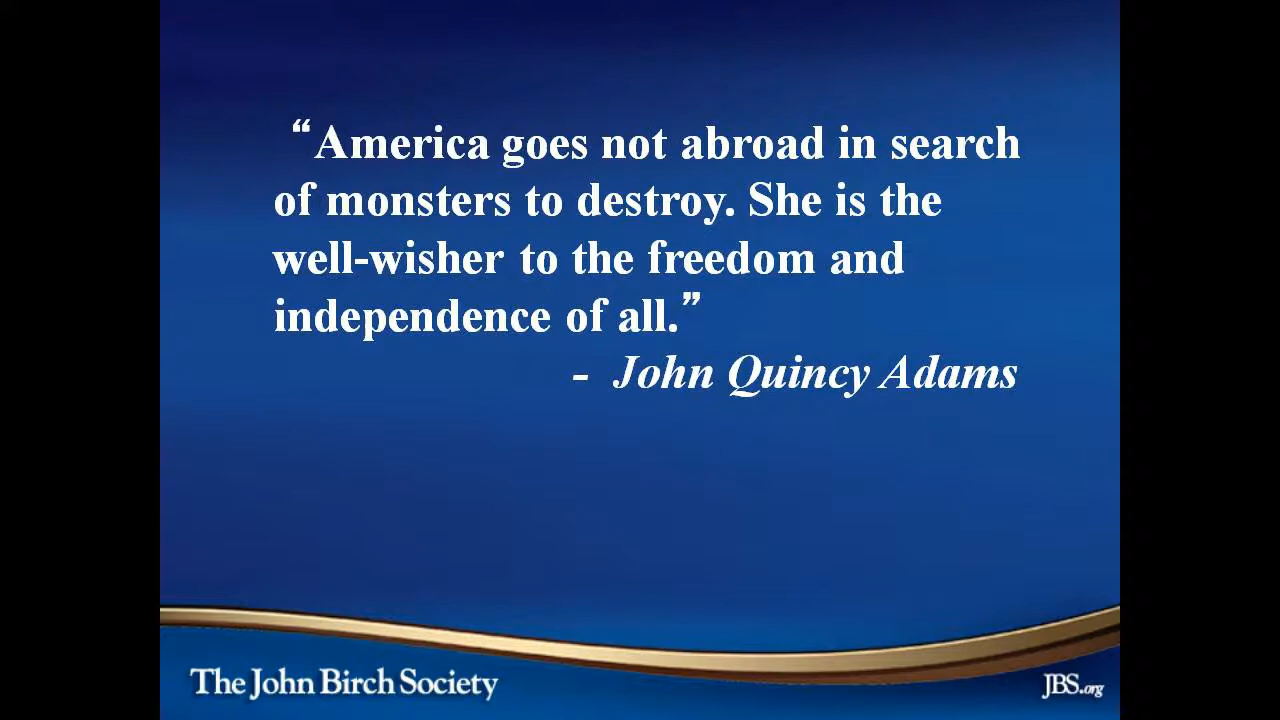 “America goes not abroad in search
of monsters to destroy. She is the
well-wisher to the freedom and
independence of all.”
- John Quincy Adams
The John Birch Society
JBS.org